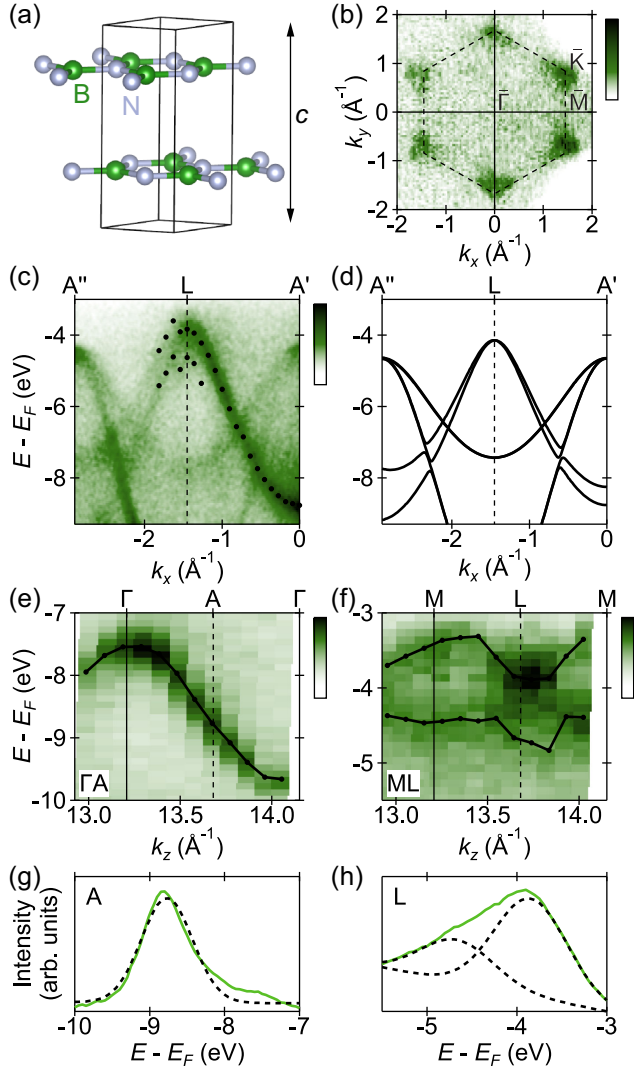 (a)
B
N
c
(b)
2
1
0
-1
-2
k_y (Å⁻¹)
K̄
Γ̄
M̄
-2 -1 0 1 2
k_x (Å⁻¹)
(c)
A'' L A'
-4
-6
-8
E - E_F (eV)
-2 -1 0
k_x (Å⁻¹)
(d)
A'' L A'
-4
-6
-8
-2 -1 0
k_x (Å⁻¹)
(e)
Γ A Γ
-7
-8
-9
-10
E - E_F (eV)
ΓA
13.0 13.5 14.0
k_z (Å⁻¹)
(f)
M L M
-3
-4
-5
ML
13.0 13.5 14.0
k_z (Å⁻¹)
(g)
A
Intensity
(arb. units)
-10 -9 -8 -7
E - E_F (eV)
(h)
L
-5 -4 -3
E - E_F (eV)